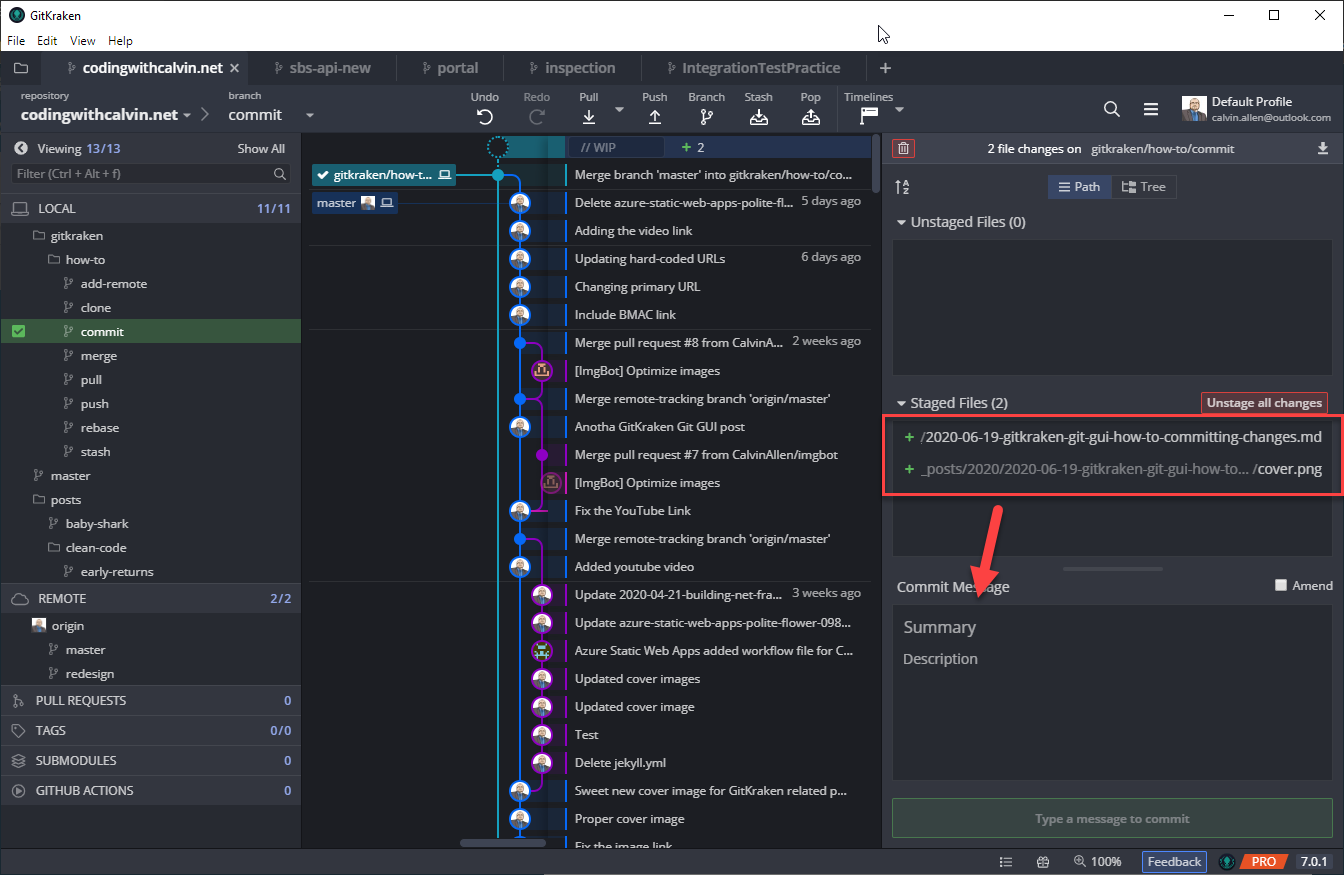 GitKraken
File Edit View Help
codingwithcalvin.net sbs-api-new portal inspection IntegrationTestPractice
repository
codingwithcalvin.net
branch
commit
Undo Redo Pull Push Branch Stash Pop Timelines
Default Profile
calvin.allen@outlook.com
Viewing 13/13 Show All
Filter (Ctrl + Alt + f)
LOCAL 11/11
gitkraken
how-to
add-remote
clone
commit
merge
pull
push
rebase
stash
master
posts
baby-shark
clean-code
early-returns
REMOTE 2/2
origin
master
redesign
PULL REQUESTS 0
TAGS 0/0
SUBMODULES 0
GITHUB ACTIONS 0
// WIP + 2
gitkraken/how-t... Merge branch 'master' into gitkraken/how-to/co...
master Delete azure-static-web-apps-polite-fl... 5 days ago
Adding the video link
Updating hard-coded URLs 6 days ago
Changing primary URL
Include BMAC link
Merge pull request #8 from CalvinA... 2 weeks ago
[ImgBot] Optimize images
Merge remote-tracking branch 'origin/master'
Anotha GitKraken Git GUI post
Merge pull request #7 from CalvinAllen/imgbot
[ImgBot] Optimize images
Fix the YouTube Link
Merge remote-tracking branch 'origin/master'
Added youtube video
Update 2020-04-21-building-net-fra... 3 weeks ago
Update azure-static-web-apps-polite-flower-098...
Azure Static Web Apps added workflow file for C...
Updated cover images
Updated cover image
Test
Delete jekyll.yml
Sweet new cover image for GitKraken related p...
Proper cover image
Fix the image link
2 file changes on gitkraken/how-to/commit
A Z
Path Tree
Unstaged Files (0)
Staged Files (2) Unstage all changes
+ /2020-06-19-gitkraken-git-gui-how-to-committing-changes.md
+ _posts/2020/2020-06-19-gitkraken-git-gui-how-to... /cover.png
Commit Message Amend
Summary
Description
Type a message to commit
100% Feedback PRO 7.0.1